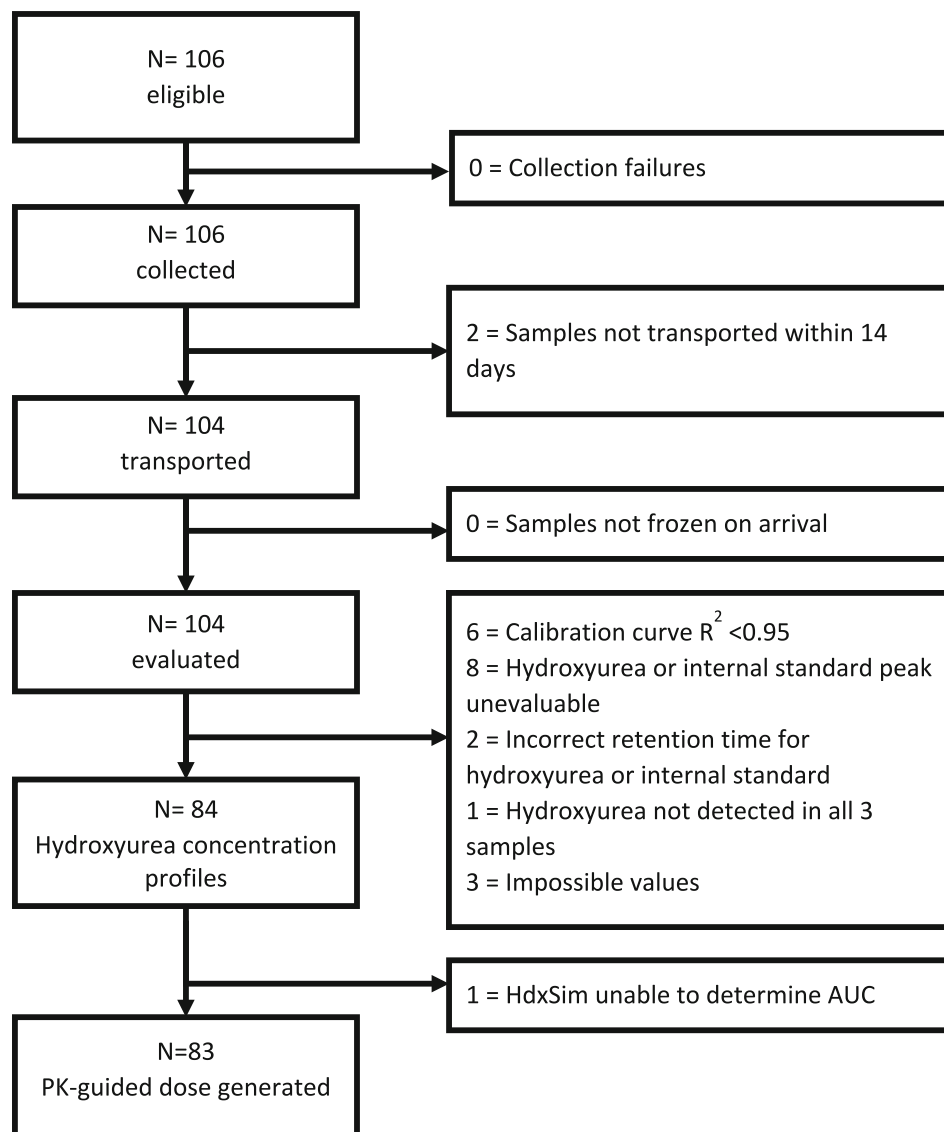 N= 106
eligible
0 = Collection failures
N= 106
collected
2 = Samples not transported within 14
days
N= 104
transported
0 = Samples not frozen on arrival
N= 104
evaluated
6 = Calibration curve R² <0.95
8 = Hydroxyurea or internal standard peak
unevaluable
2 = Incorrect retention time for
hydroxyurea or internal standard
1 = Hydroxyurea not detected in all 3
samples
3 = Impossible values
N= 84
Hydroxyurea concentration
profiles
1 = HdxSim unable to determine AUC
N=83
PK-guided dose generated